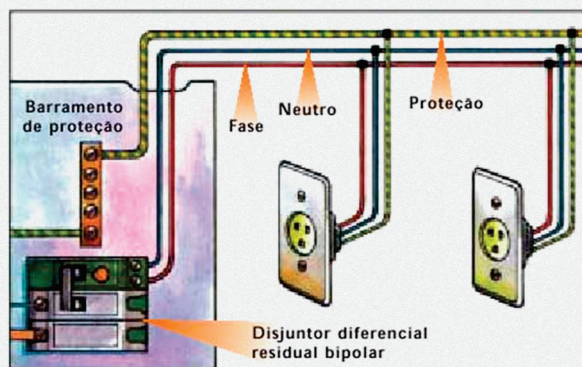 Barramento
de proteção
Fase
Neutro
Proteção
Disjuntor diferencial
residual bipolar